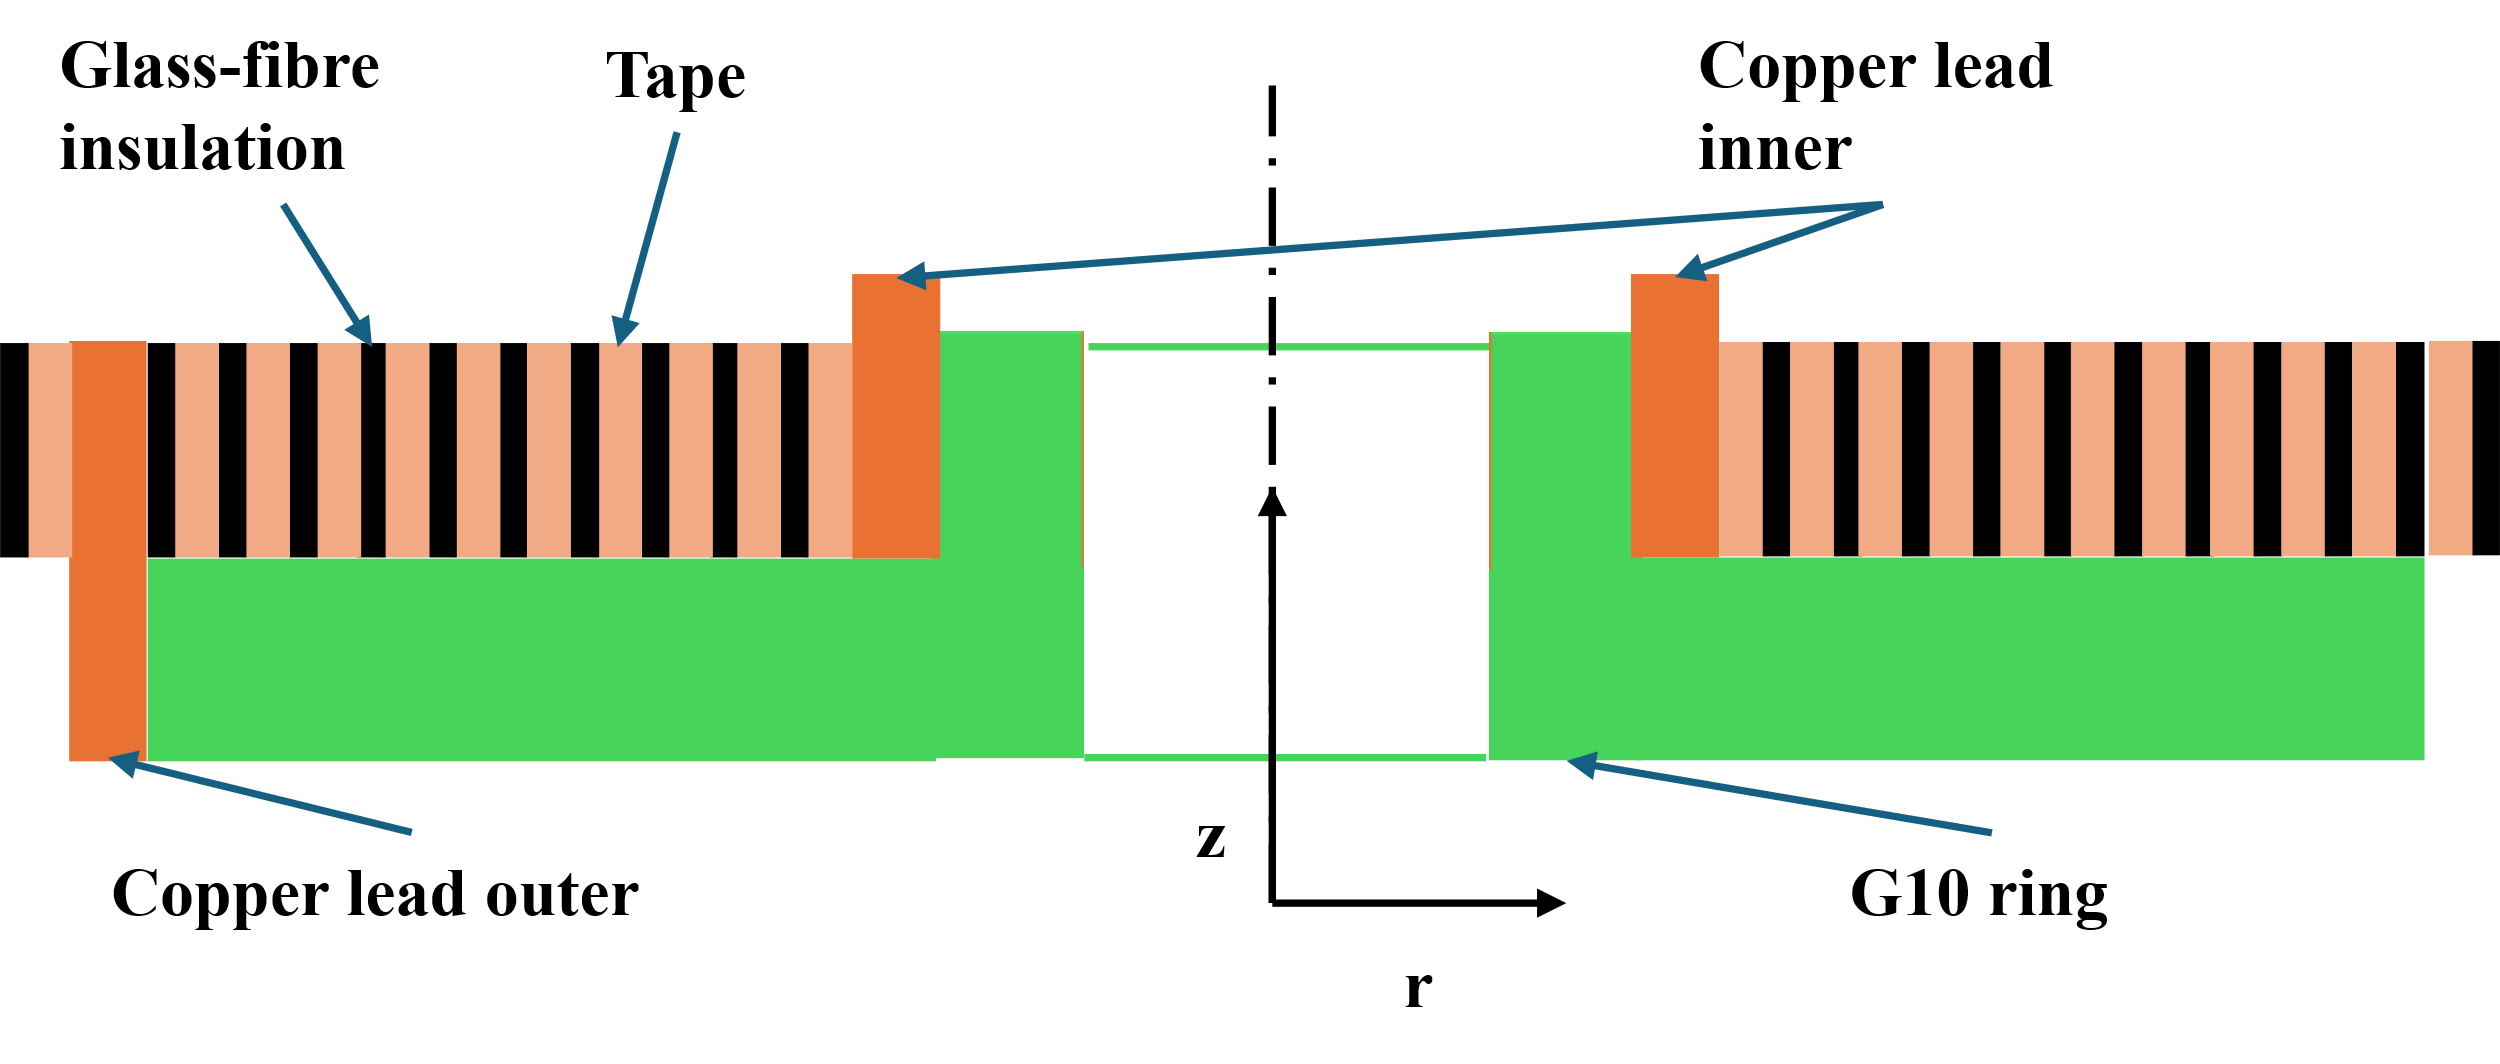 Glass-fibre
insulation
Tape
Copper lead
inner
z
Copper lead outer
G10 ring
r